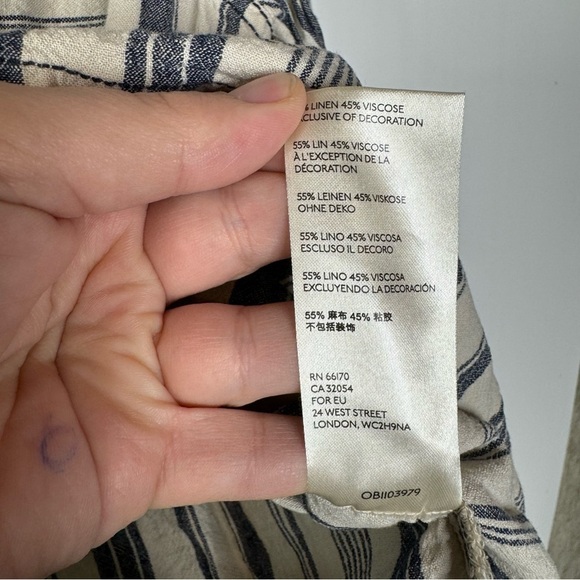 % LINEN 45% VISCOSE
EXCLUSIVE OF DECORATION
55% LIN 45% VISCOSE
À L'EXCEPTION DE LA
DÉCORATION
55% LEINEN 45% VISKOSE
OHNE DEKO
55% LINO 45% VISCOSA
ESCLUSO IL DECORO
55% LINO 45% VISCOSA
EXCLUYENDO LA DECORACIÓN
55% 麻布 45% 粘胶
不包括装饰
RN 66170
CA 32054
FOR EU
24 WEST STREET
LONDON, WC2H9NA
OB1103979